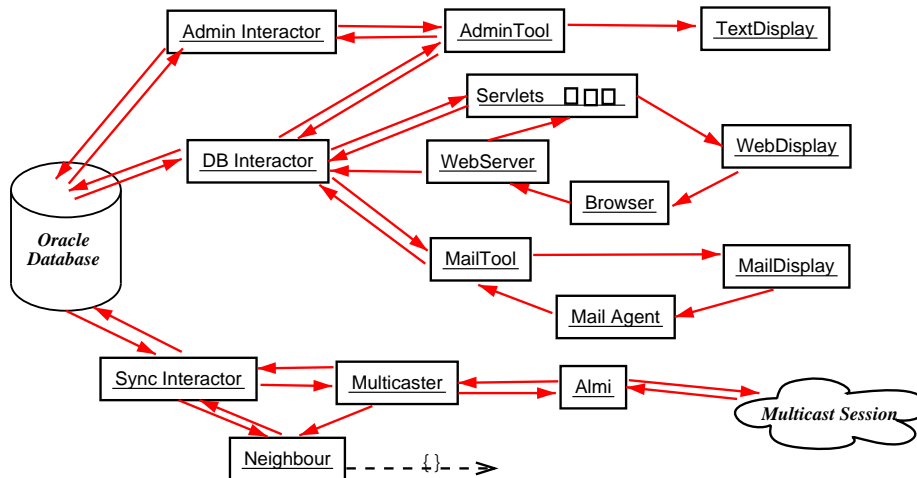 Admin Interactor
AdminTool
TextDisplay
Servlets
DB Interactor
WebServer
WebDisplay
Browser
Oracle
Database
MailTool
MailDisplay
Mail Agent
Sync Interactor
Multicaster
Almi
Multicast Session
Neighbour
{ }